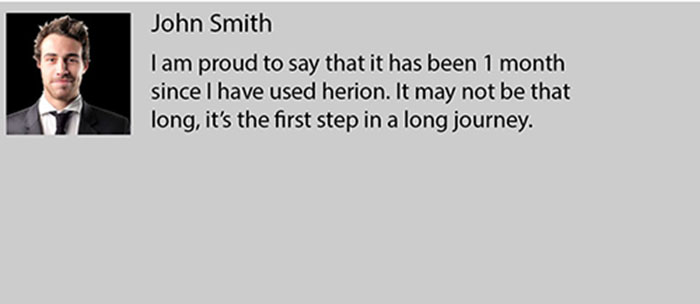 John Smith
I am proud to say that it has been 1 month
since I have used herion. It may not be that
long, it's the first step in a long journey.